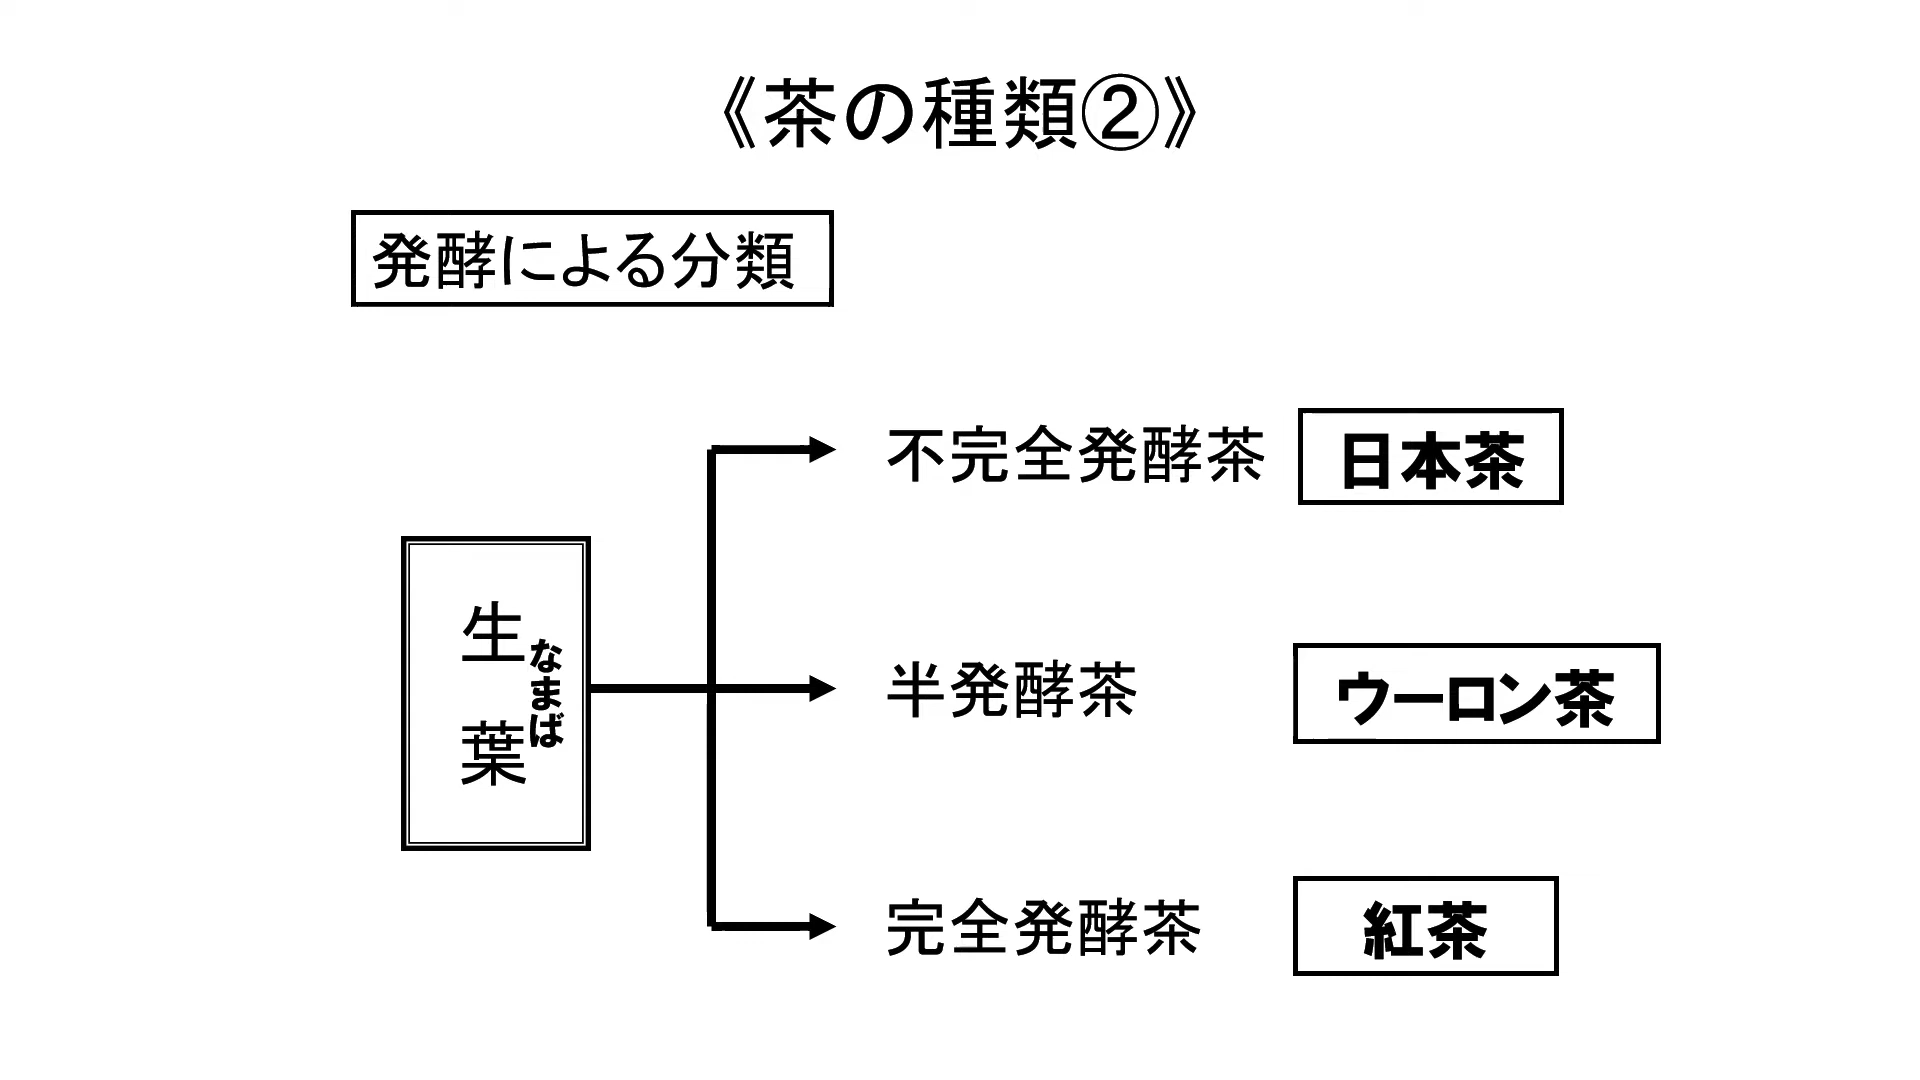 《茶の種類②》
発酵による分類
不完全発酵茶 日本茶
生葉
なまば
半発酵茶 ウーロン茶
完全発酵茶 紅茶